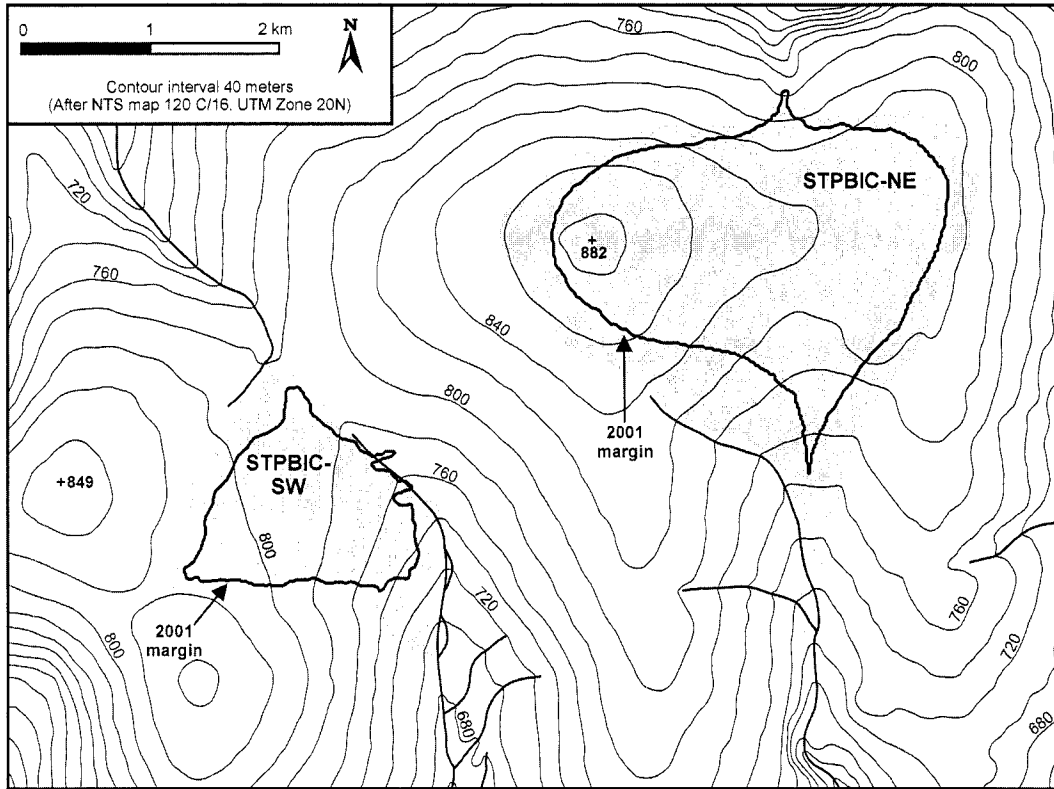 0 1 2 km
N
Contour interval 40 meters
(After NTS map 120 C/16, UTM Zone 20N)
760
800
720
STPBIC-NE
882
760
840
800
2001
margin
STPBIC-
SW
760
+849
800
2001
margin
800
720
760
720
680
680